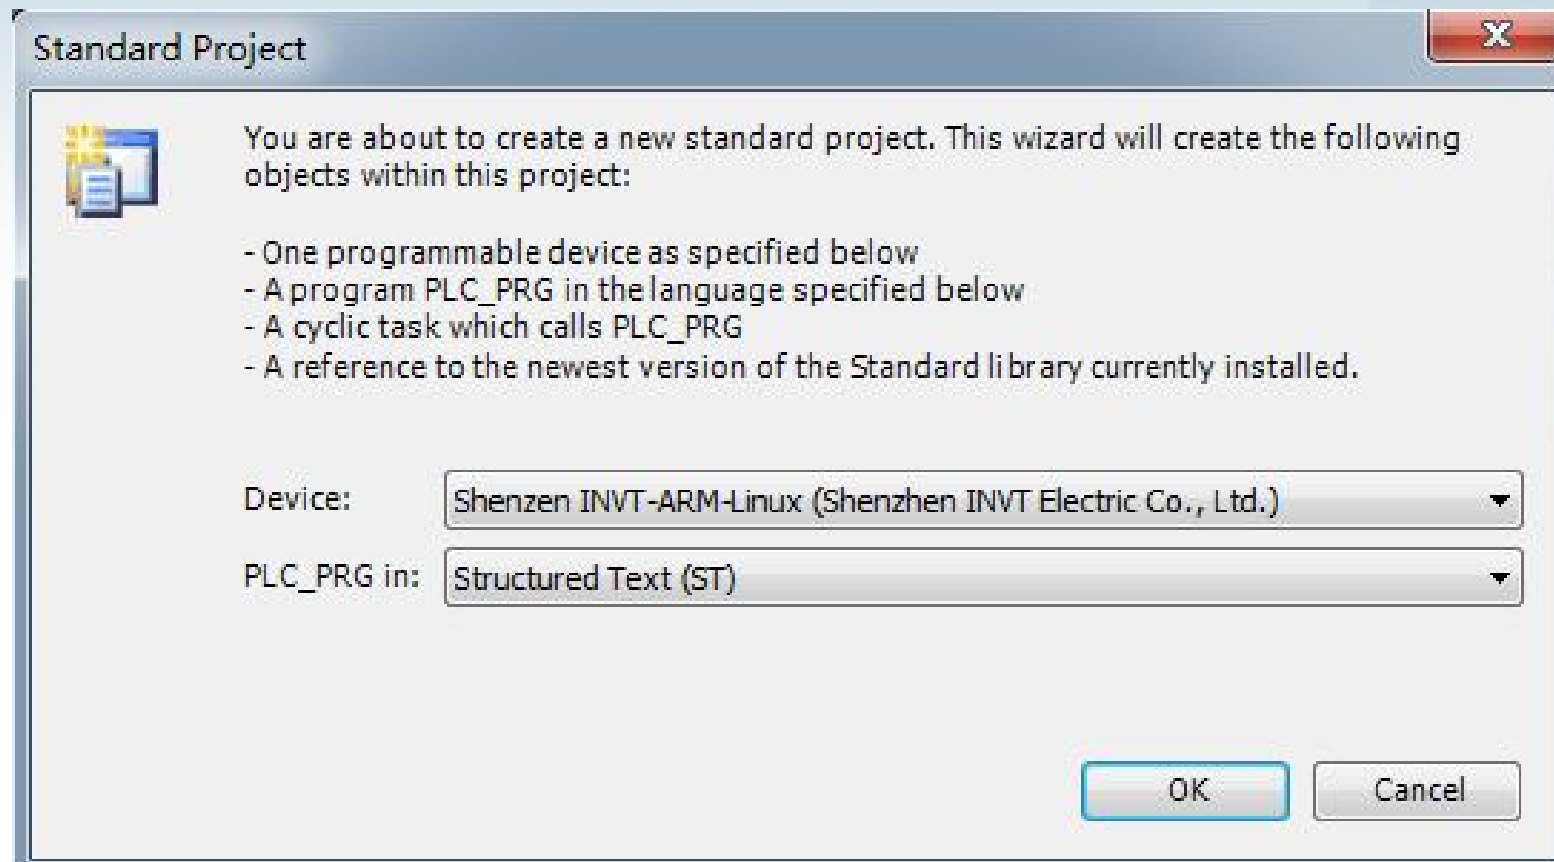 Standard Project
You are about to create a new standard project. This wizard will create the following
objects within this project:
- One programmable device as specified below
- A program PLC_PRG in the language specified below
- A cyclic task which calls PLC_PRG
- A reference to the newest version of the Standard library currently installed.
Device: Shenzen INVT-ARM-Linux (Shenzhen INVT Electric Co., Ltd.)
PLC_PRG in: Structured Text (ST)
OK Cancel